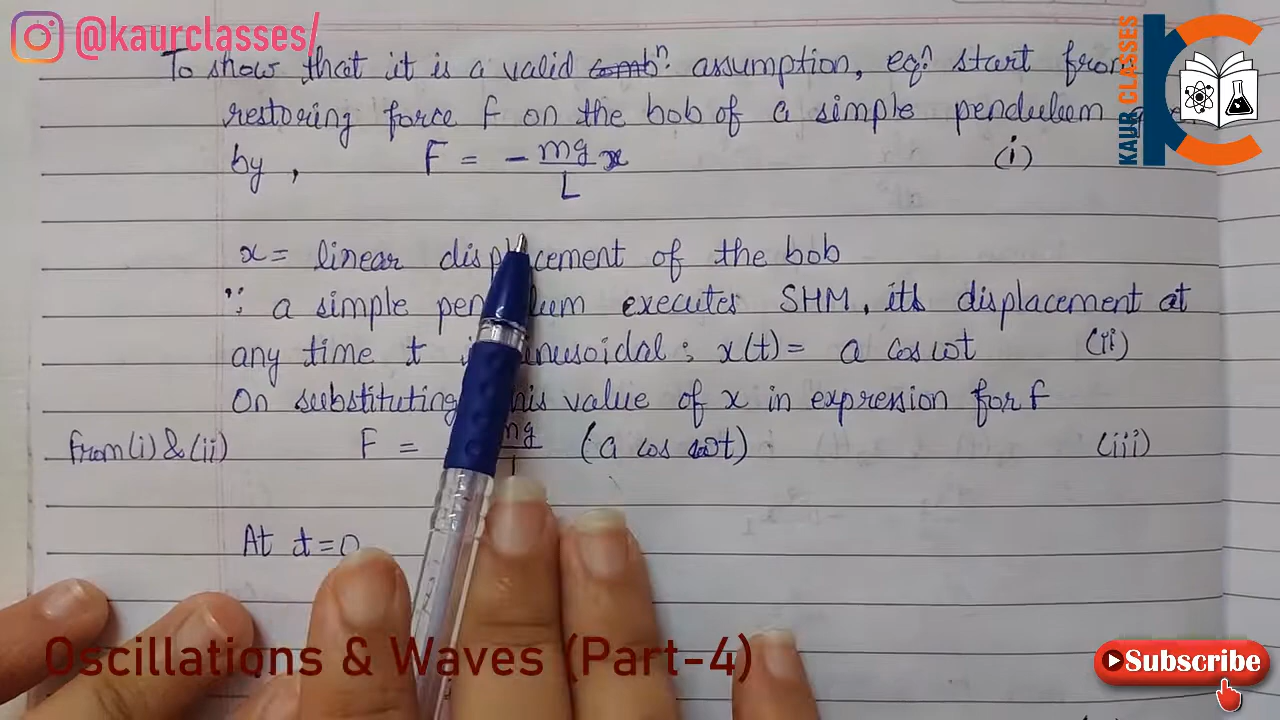 @kaurclasses/
KAUR CLASSES
To show that it is a valid assumption, eqn. start from
restoring force F on the bob of a simple pendulum
by, F = - mg/L x (i)
x = linear displacement of the bob
∵ a simple executes SHM, its displacement at
any time t sinusoidal : x(t) = a cos ωt (ii)
On substituting this value of x in expression for F
from (i) & (ii) F = mg (a cos ωt) (iii)
At t=0
Oscillations & Waves (Part-4)
Subscribe